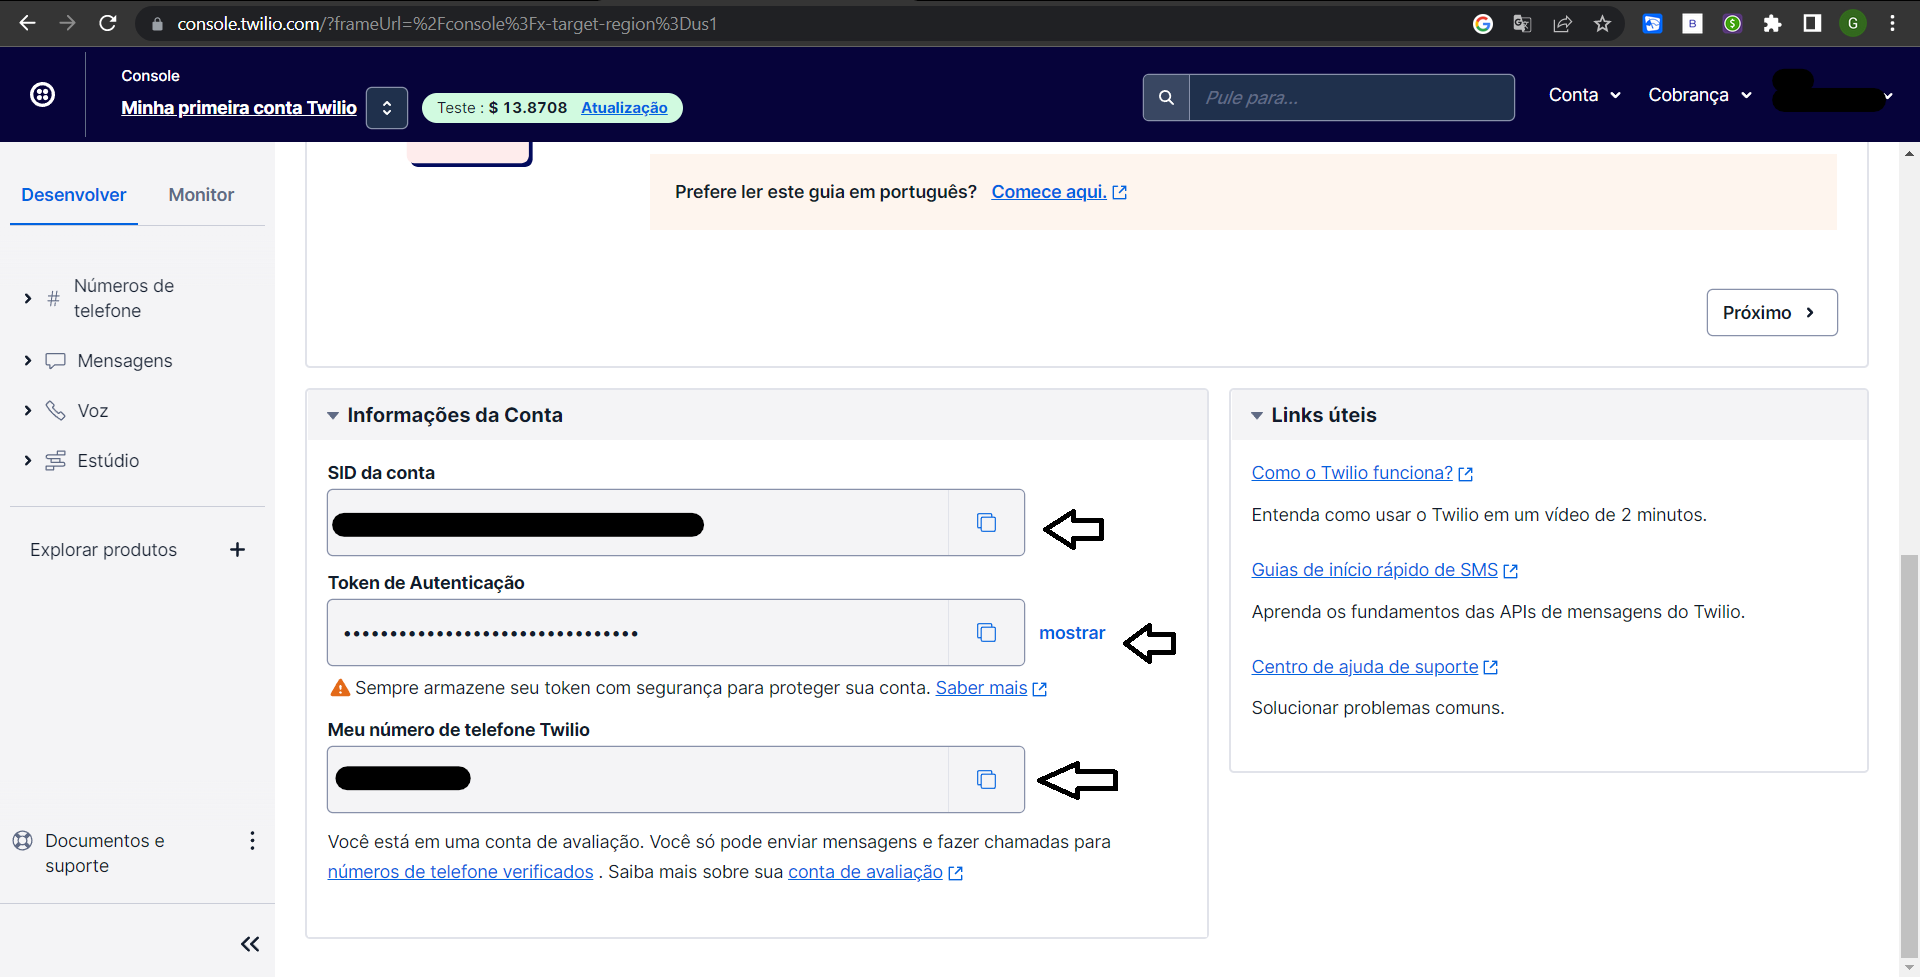 console.twilio.com/?frameUrl=%2Fconsole%3Fx-target-region%3Dus1
B
$
G
Console
Minha primeira conta Twilio
Teste : $ 13.8708 Atualização
Pule para...
Conta
Cobrança
Desenvolver
Monitor
# Números de
telefone
Mensagens
Voz
Estúdio
Explorar produtos +
Documentos e
suporte
Prefere ler este guia em português? Comece aqui.
Próximo
Informações da Conta
SID da conta
Token de Autenticação
••••••••••••••••••••••••••••••••
mostrar
Sempre armazene seu token com segurança para proteger sua conta. Saber mais
Meu número de telefone Twilio
Você está em uma conta de avaliação. Você só pode enviar mensagens e fazer chamadas para
números de telefone verificados . Saiba mais sobre sua conta de avaliação
Links úteis
Como o Twilio funciona?
Entenda como usar o Twilio em um vídeo de 2 minutos.
Guias de início rápido de SMS
Aprenda os fundamentos das APIs de mensagens do Twilio.
Centro de ajuda de suporte
Solucionar problemas comuns.